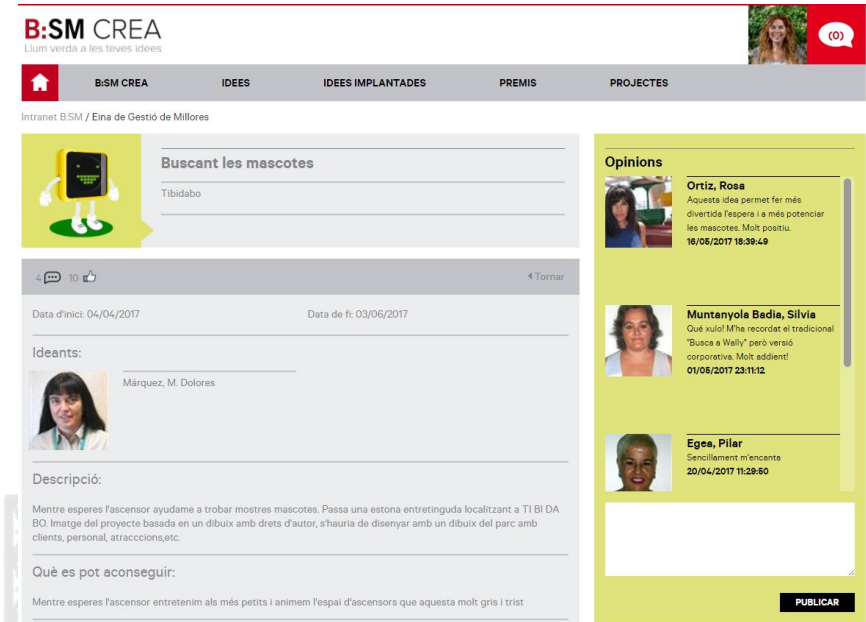 B:SM CREA
Llum verda a les teves idees
(0)
B:SM CREA IDEES IDEES IMPLANTADES PREMIS PROJECTES
Intranet B:SM / Eina de Gestió de Millores
Buscant les mascotes
Tibidabo
4 10 Tornar
Data d'inici: 04/04/2017 Data de fi: 03/06/2017
Ideants:
Márquez, M. Dolores
Descripció:
Mentre esperes l'ascensor ayudame a trobar mostres mascotes. Passa una estona entretinguda localitzant a TI BI DA
BO. Imatge del proyecte basada en un dibuix amb drets d'autor, s'hauria de disenyar amb un dibuix del parc amb
clients, personal, atracccions,etc.
Què es pot aconseguir:
Mentre esperes l'ascensor entretenim als més petits i animem l'espai d'ascensors que aquesta molt gris i trist
Opinions
Ortiz, Rosa
Aquesta idea permet fer més
divertida l'espera i a més potenciar
les mascotes. Molt positiu.
16/05/2017 18:39:49
Muntanyola Badia, Silvia
Qué xulo! M'ha recordat el tradicional
"Busca a Wally" però versió
corporativa. Molt addient!
01/05/2017 23:11:12
Egea, Pilar
Sencillament m'encanta
20/04/2017 11:29:50
PUBLICAR